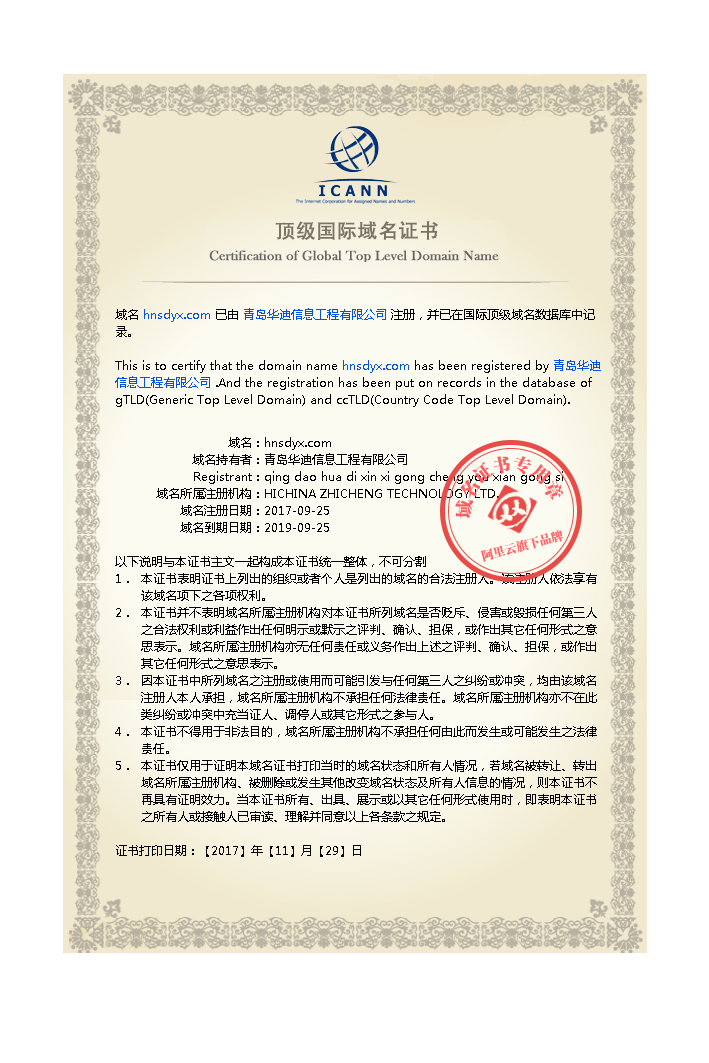 ICANN
The Internet Corporation for Assigned Names and Numbers
顶级国际域名证书
Certification of Global Top Level Domain Name
域名 hnsdyx.com 已由 青岛华迪信息工程有限公司 注册，并已在国际顶级域名数据库中记
录。
This is to certify that the domain name hnsdyx.com has been registered by 青岛华迪
信息工程有限公司 .And the registration has been put on records in the database of
gTLD(Generic Top Level Domain) and ccTLD(Country Code Top Level Domain).
域名：hnsdyx.com
域名持有者：青岛华迪信息工程有限公司
Registrant：qing dao hua di xin xi gong cheng you xian gong si
域名所属注册机构：HICHINA ZHICHENG TECHNOLOGY LTD.
域名注册日期：2017-09-25
域名到期日期：2019-09-25
域名证书专用章
阿里云旗下品牌
以下说明与本证书主文一起构成本证书统一整体，不可分割
1． 本证书表明证书上列出的组织或者个人是列出的域名的合法注册人。该注册人依法享有
该域名项下之各项权利。
2． 本证书并不表明域名所属注册机构对本证书所列域名是否贬斥、侵害或毁损任何第三人
之合法权利或利益作出任何明示或默示之评判、确认、担保，或作出其它任何形式之意
思表示。域名所属注册机构亦无任何责任或义务作出上述之评判、确认、担保，或作出
其它任何形式之意思表示。
3． 因本证书中所列域名之注册或使用而可能引发与任何第三人之纠纷或冲突，均由该域名
注册人本人承担，域名所属注册机构不承担任何法律责任。域名所属注册机构亦不在此
类纠纷或冲突中充当证人、调停人或其它形式之参与人。
4． 本证书不得用于非法目的，域名所属注册机构不承担任何由此而发生或可能发生之法律
责任。
5． 本证书仅用于证明本域名证书打印当时的域名状态和所有人情况，若域名被转让、转出
域名所属注册机构、被删除或发生其他改变域名状态及所有人信息的情况，则本证书不
再具有证明效力。当本证书所有、出具、展示或以其它任何形式使用时，即表明本证书
之所有人或接触人已审读、理解并同意以上各条款之规定。
证书打印日期：【2017】年【11】月【29】日